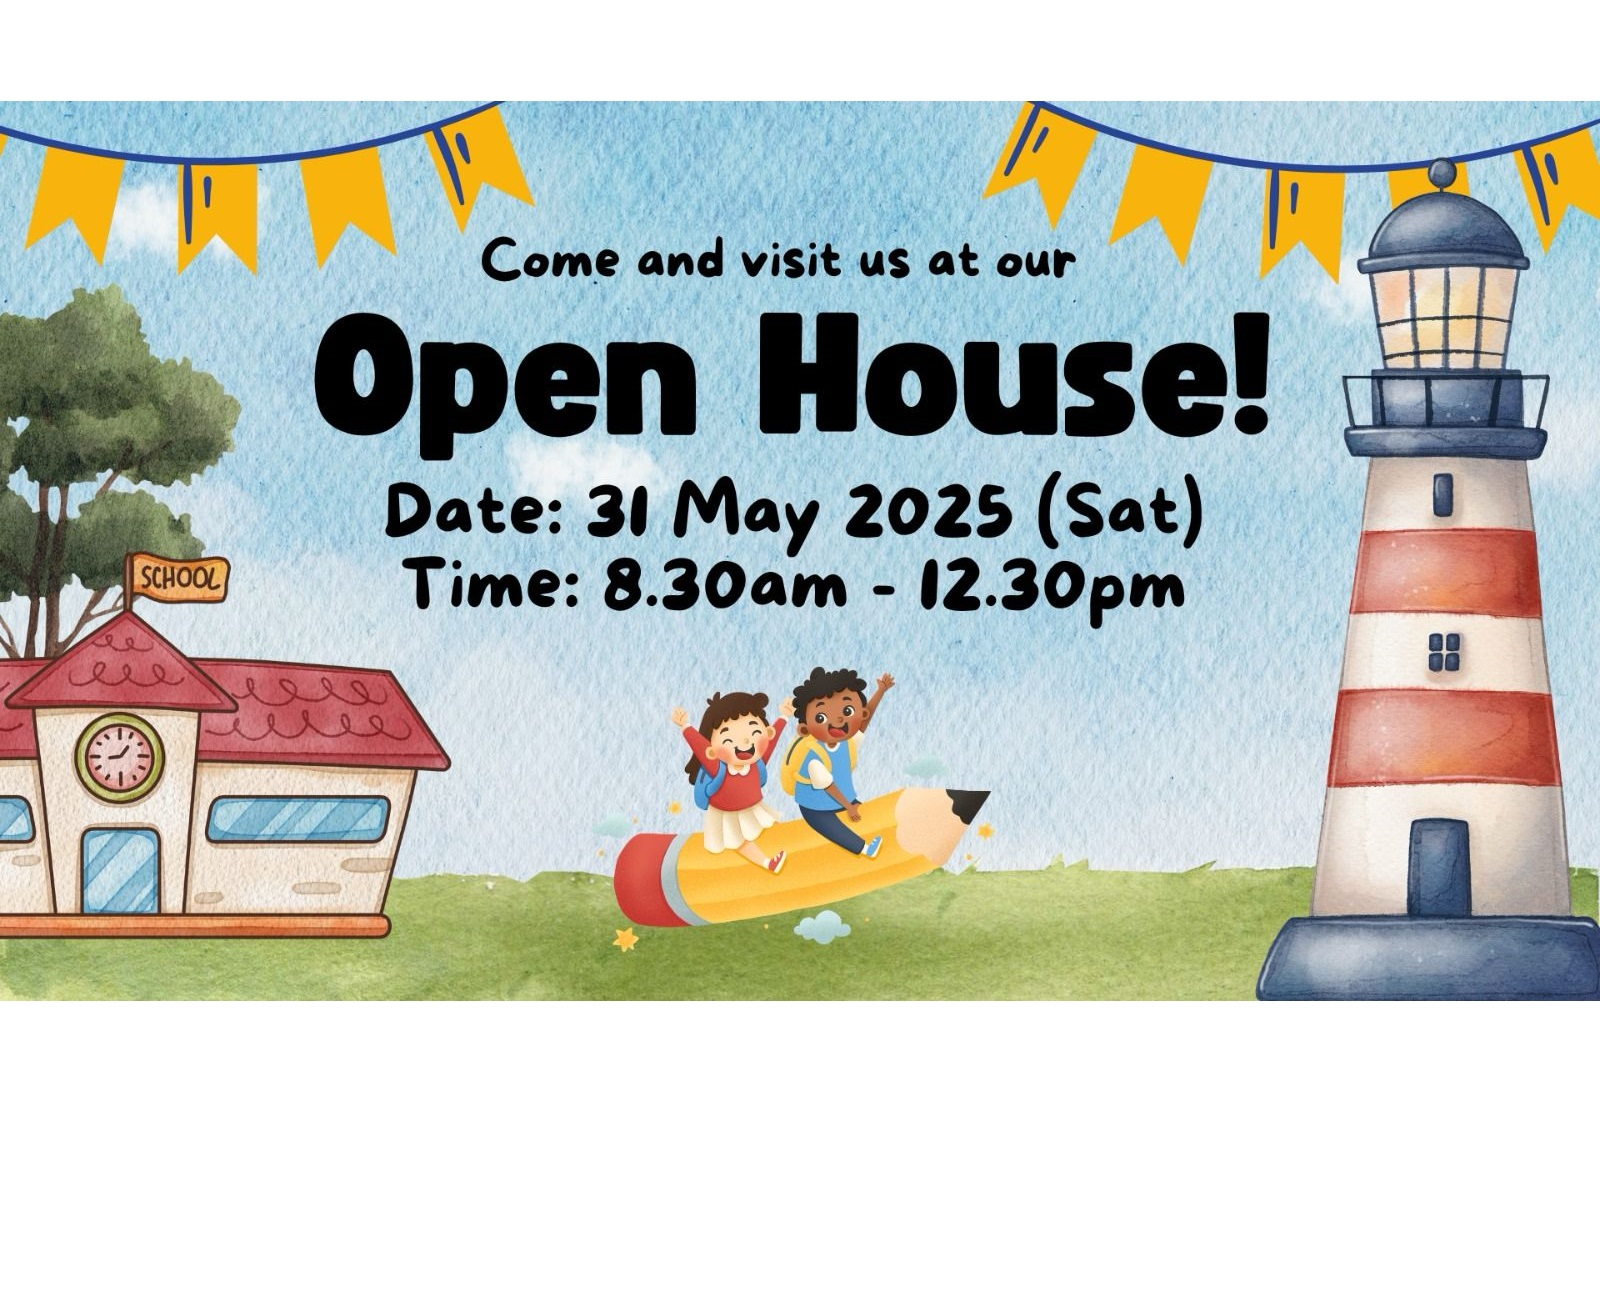 Come and visit us at our
Open House!
Date: 31 May 2025 (Sat)
Time: 8.30am - 12.30pm
SCHOOL